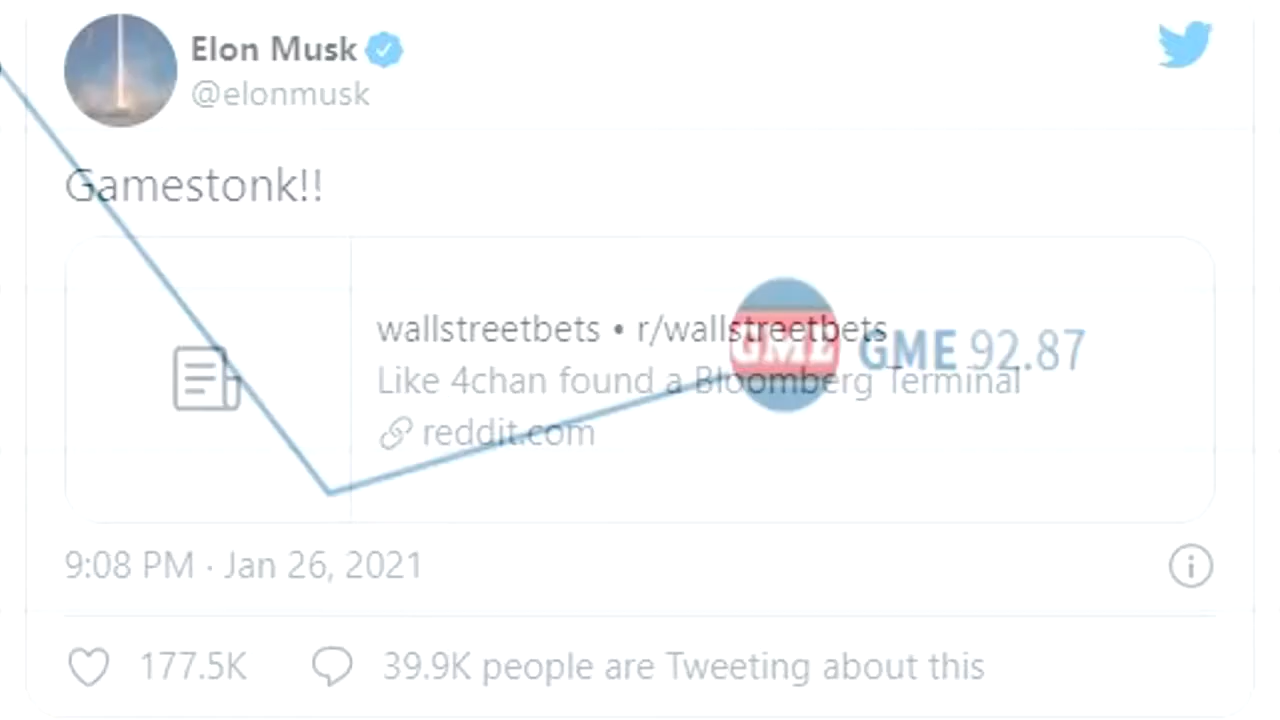 Elon Musk
@elonmusk
Gamestonk!!
wallstreetbets • r/wallstreetbets
GME GME 92.87
Like 4chan found a Bloomberg Terminal
reddit.com
9:08 PM · Jan 26, 2021
177.5K 39.9K people are Tweeting about this